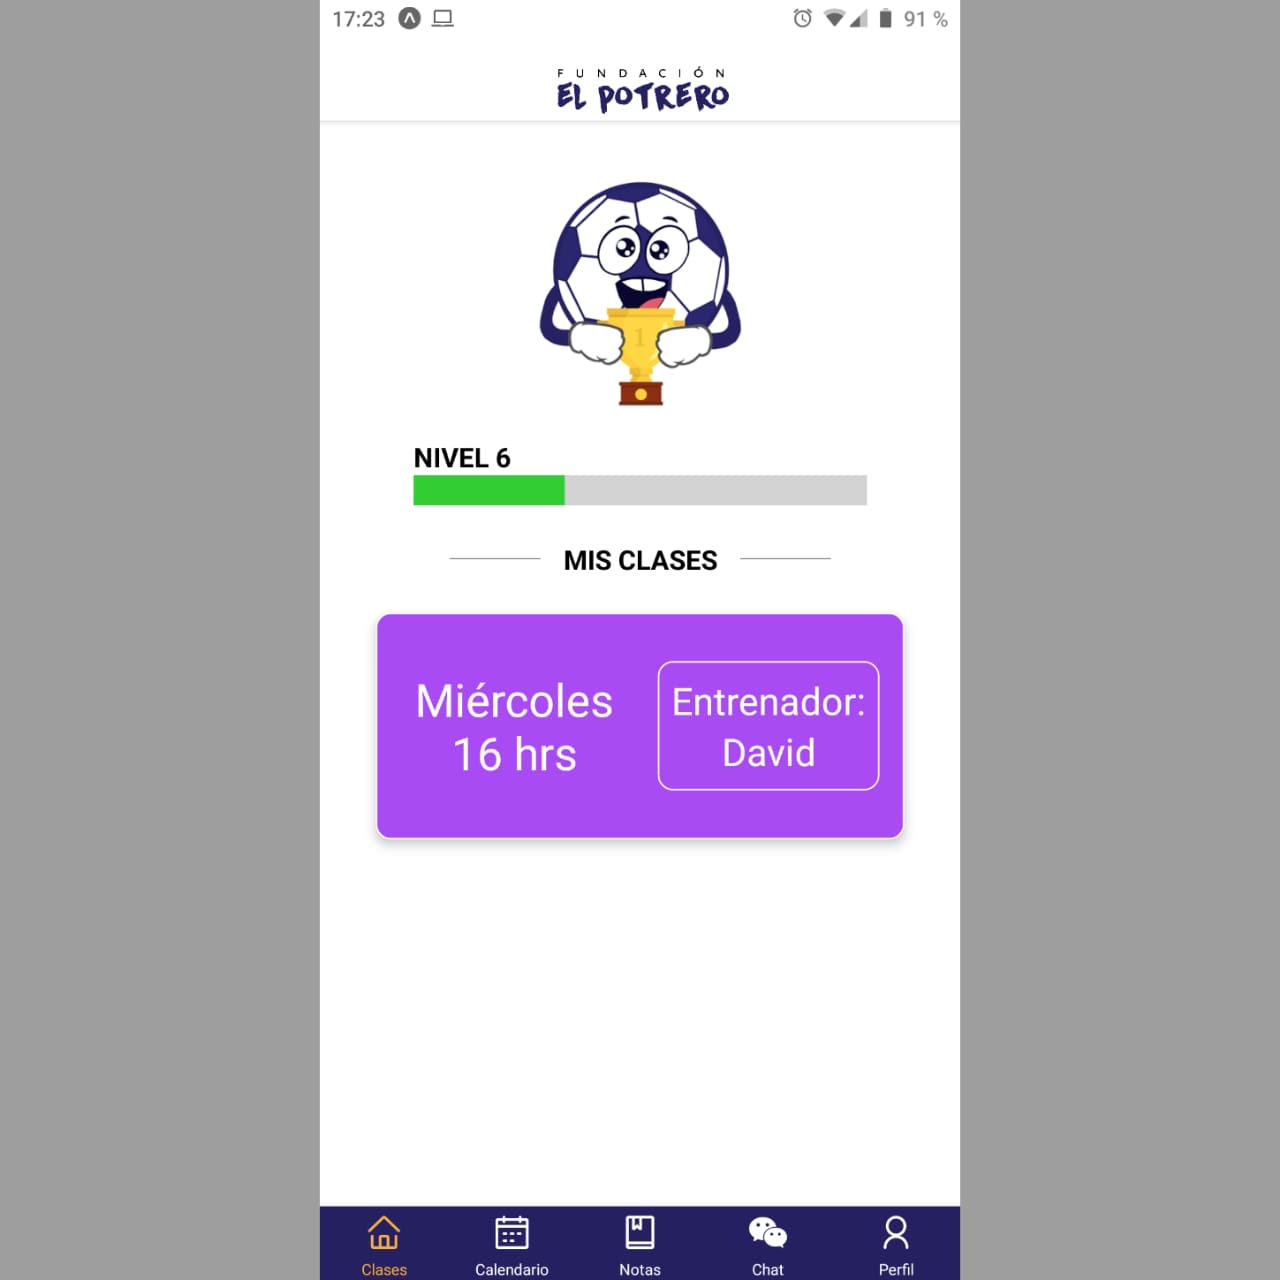 17:23
91 %
FUNDACIÓN
EL POTRERO
1
NIVEL 6
MIS CLASES
Miércoles
16 hrs
Entrenador:
David
Clases
Calendario
Notas
Chat
Perfil